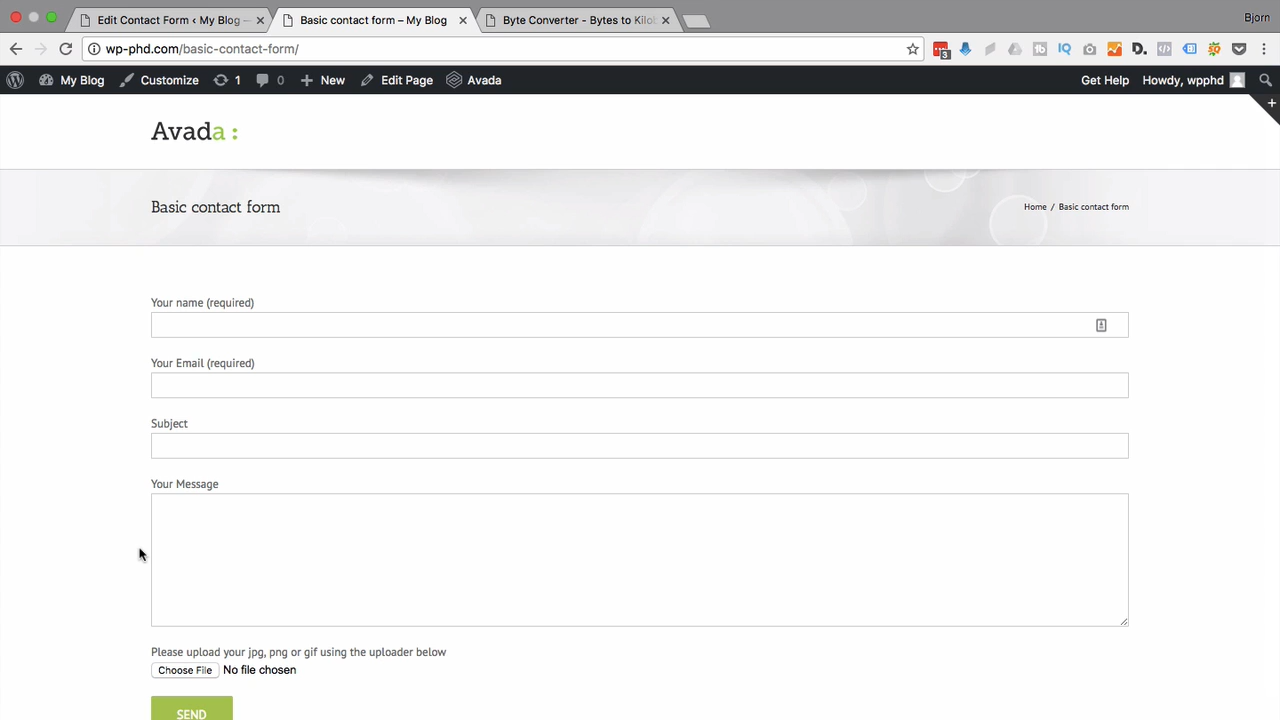 Edit Contact Form ‹ My Blog —
Basic contact form – My Blog
Byte Converter - Bytes to Kilob
Bjorn
wp-phd.com/basic-contact-form/
3
My Blog Customize 1 0 New Edit Page Avada Get Help Howdy, wpphd
Avada :
Basic contact form
Home / Basic contact form
Your name (required)
Your Email (required)
Subject
Your Message
Please upload your jpg, png or gif using the uploader below
Choose File No file chosen
SEND